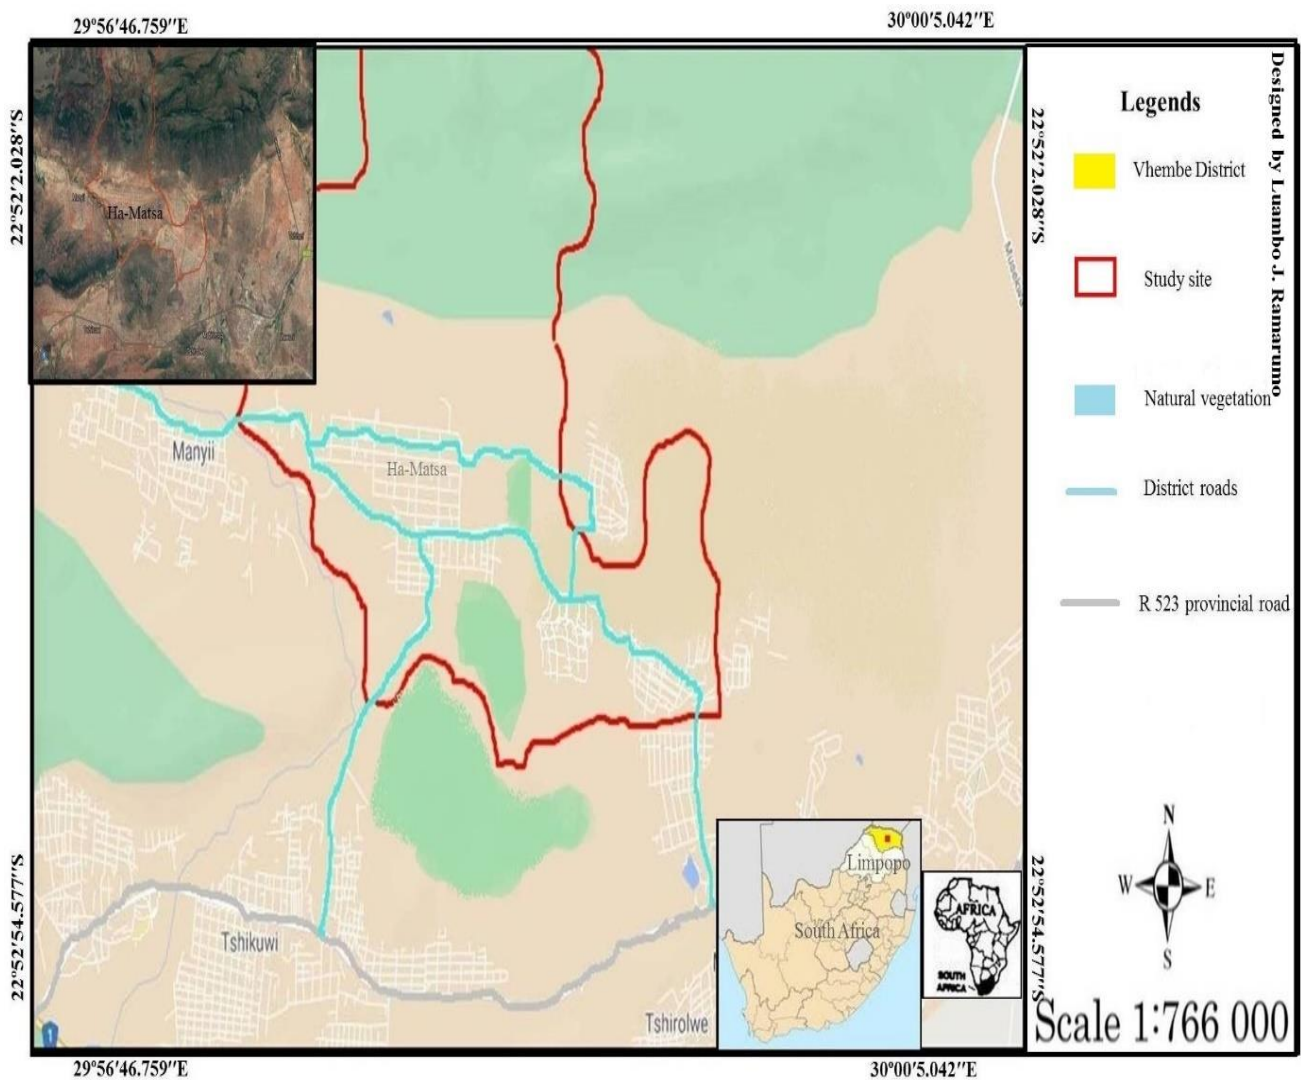 29°56'46.759''E
30°00'5.042''E
22°52'2.028''S
22°52'2.028''S
Ha-Matsa
Legends
Vhembe District
Study site
Natural vegetation
District roads
R 523 provincial road
Designed by Luambo J. Ramarumo
Manyii
Ha-Matsa
N
W
E
S
22°52'54.577''S
22°52'54.577''S
Limpopo
South Africa
AFRICA
SOUTH
AFRICA
Tshikuwi
Tshirolwe
1
Scale 1:766 000
29°56'46.759''E
30°00'5.042''E